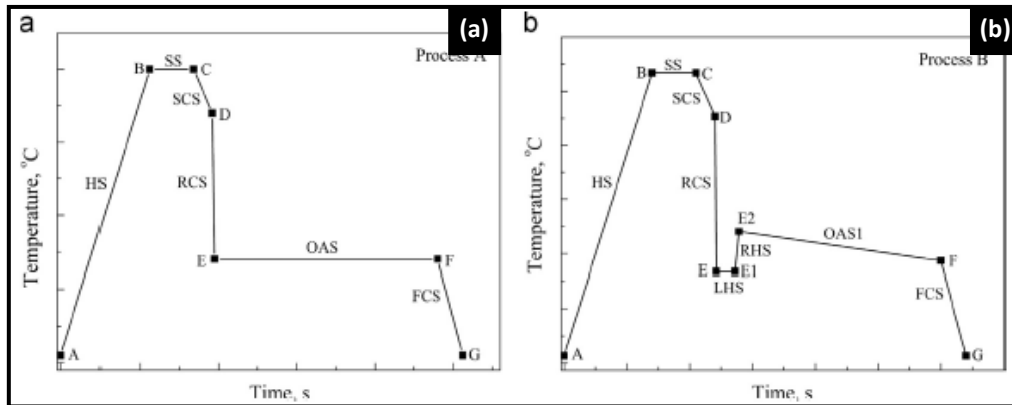 a
(a)
Process A
B
SS
C
SCS
D
HS
RCS
OAS
E
F
FCS
A
G
Temperature, °C
Time, s
b
(b)
Process B
B
SS
C
SCS
D
HS
RCS
E2
OAS1
RHS
E
E1
LHS
F
FCS
A
G
Temperature, °C
Time, s